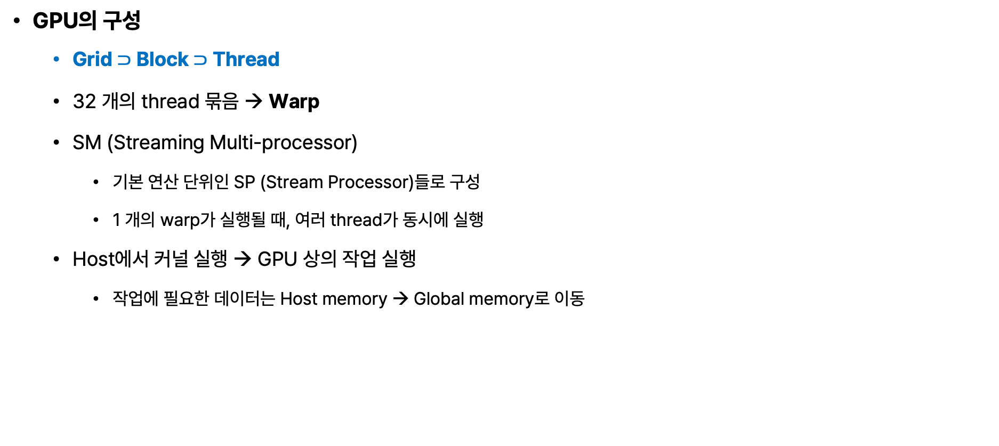 • GPU의 구성
• Grid ⊃ Block ⊃ Thread
• 32 개의 thread 묶음 → Warp
• SM (Streaming Multi-processor)
• 기본 연산 단위인 SP (Stream Processor)들로 구성
• 1 개의 warp가 실행될 때, 여러 thread가 동시에 실행
• Host에서 커널 실행 → GPU 상의 작업 실행
• 작업에 필요한 데이터는 Host memory → Global memory로 이동